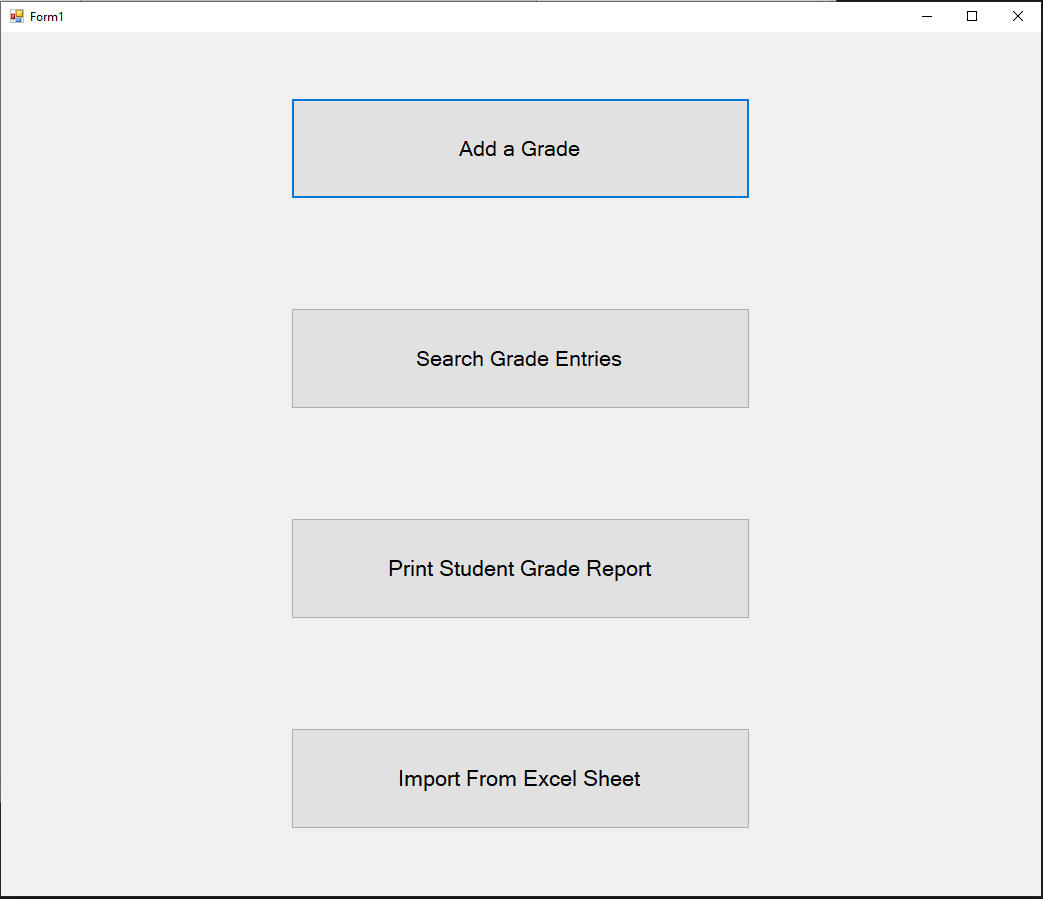 Form1
Add a Grade
Search Grade Entries
Print Student Grade Report
Import From Excel Sheet